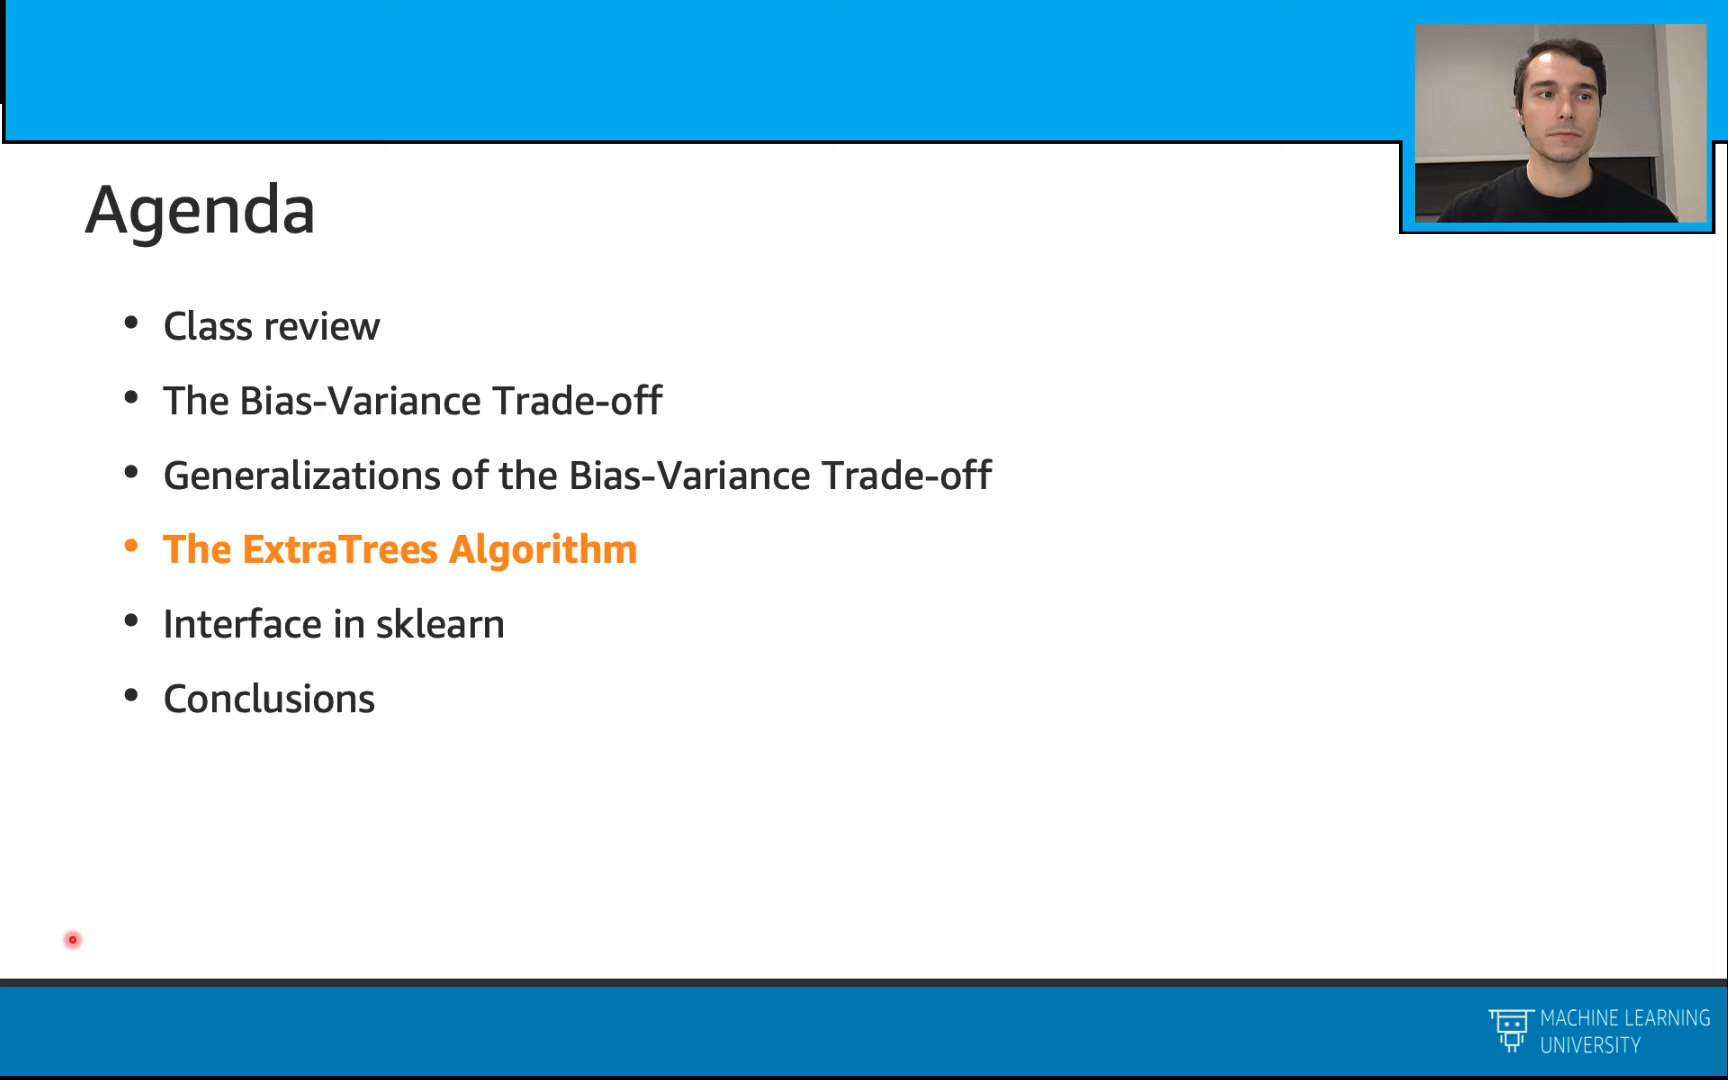 Agenda
• Class review
• The Bias-Variance Trade-off
• Generalizations of the Bias-Variance Trade-off
• The ExtraTrees Algorithm
• Interface in sklearn
• Conclusions
MACHINE LEARNING
UNIVERSITY